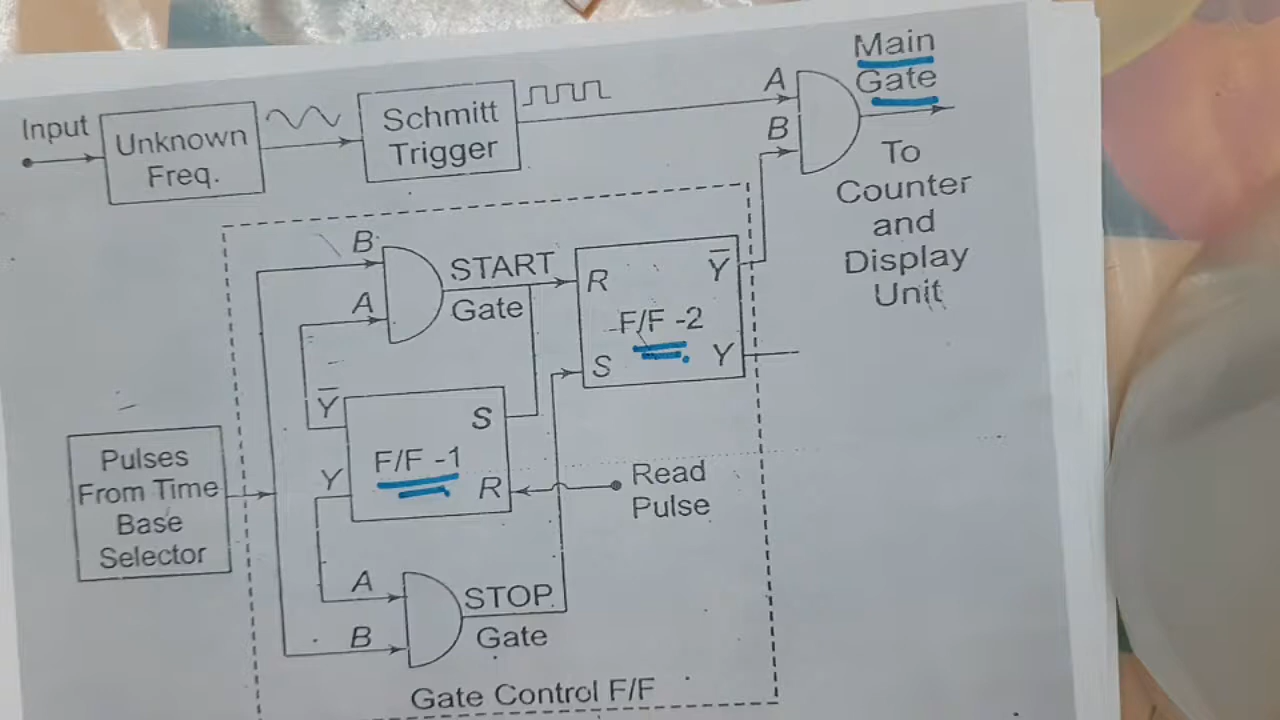 Main
Gate
Input
Unknown
Freq.
Schmitt
Trigger
A
B
To
Counter
and
Display
Unit
B
A
START
Gate
R
Y̅
F/F -2
S
Y
Y̅
S
F/F -1
Y
R
Read
Pulse
Pulses
From Time
Base
Selector
A
B
STOP
Gate
Gate Control F/F